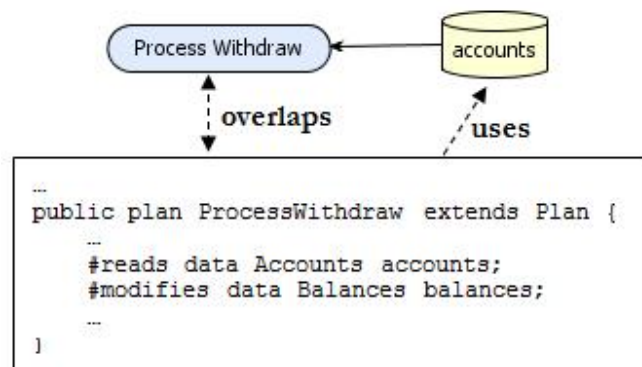 Process Withdraw
accounts
overlaps
uses
...
public plan ProcessWithdraw extends Plan {
...
#reads data Accounts accounts;
#modifies data Balances balances;
...
}